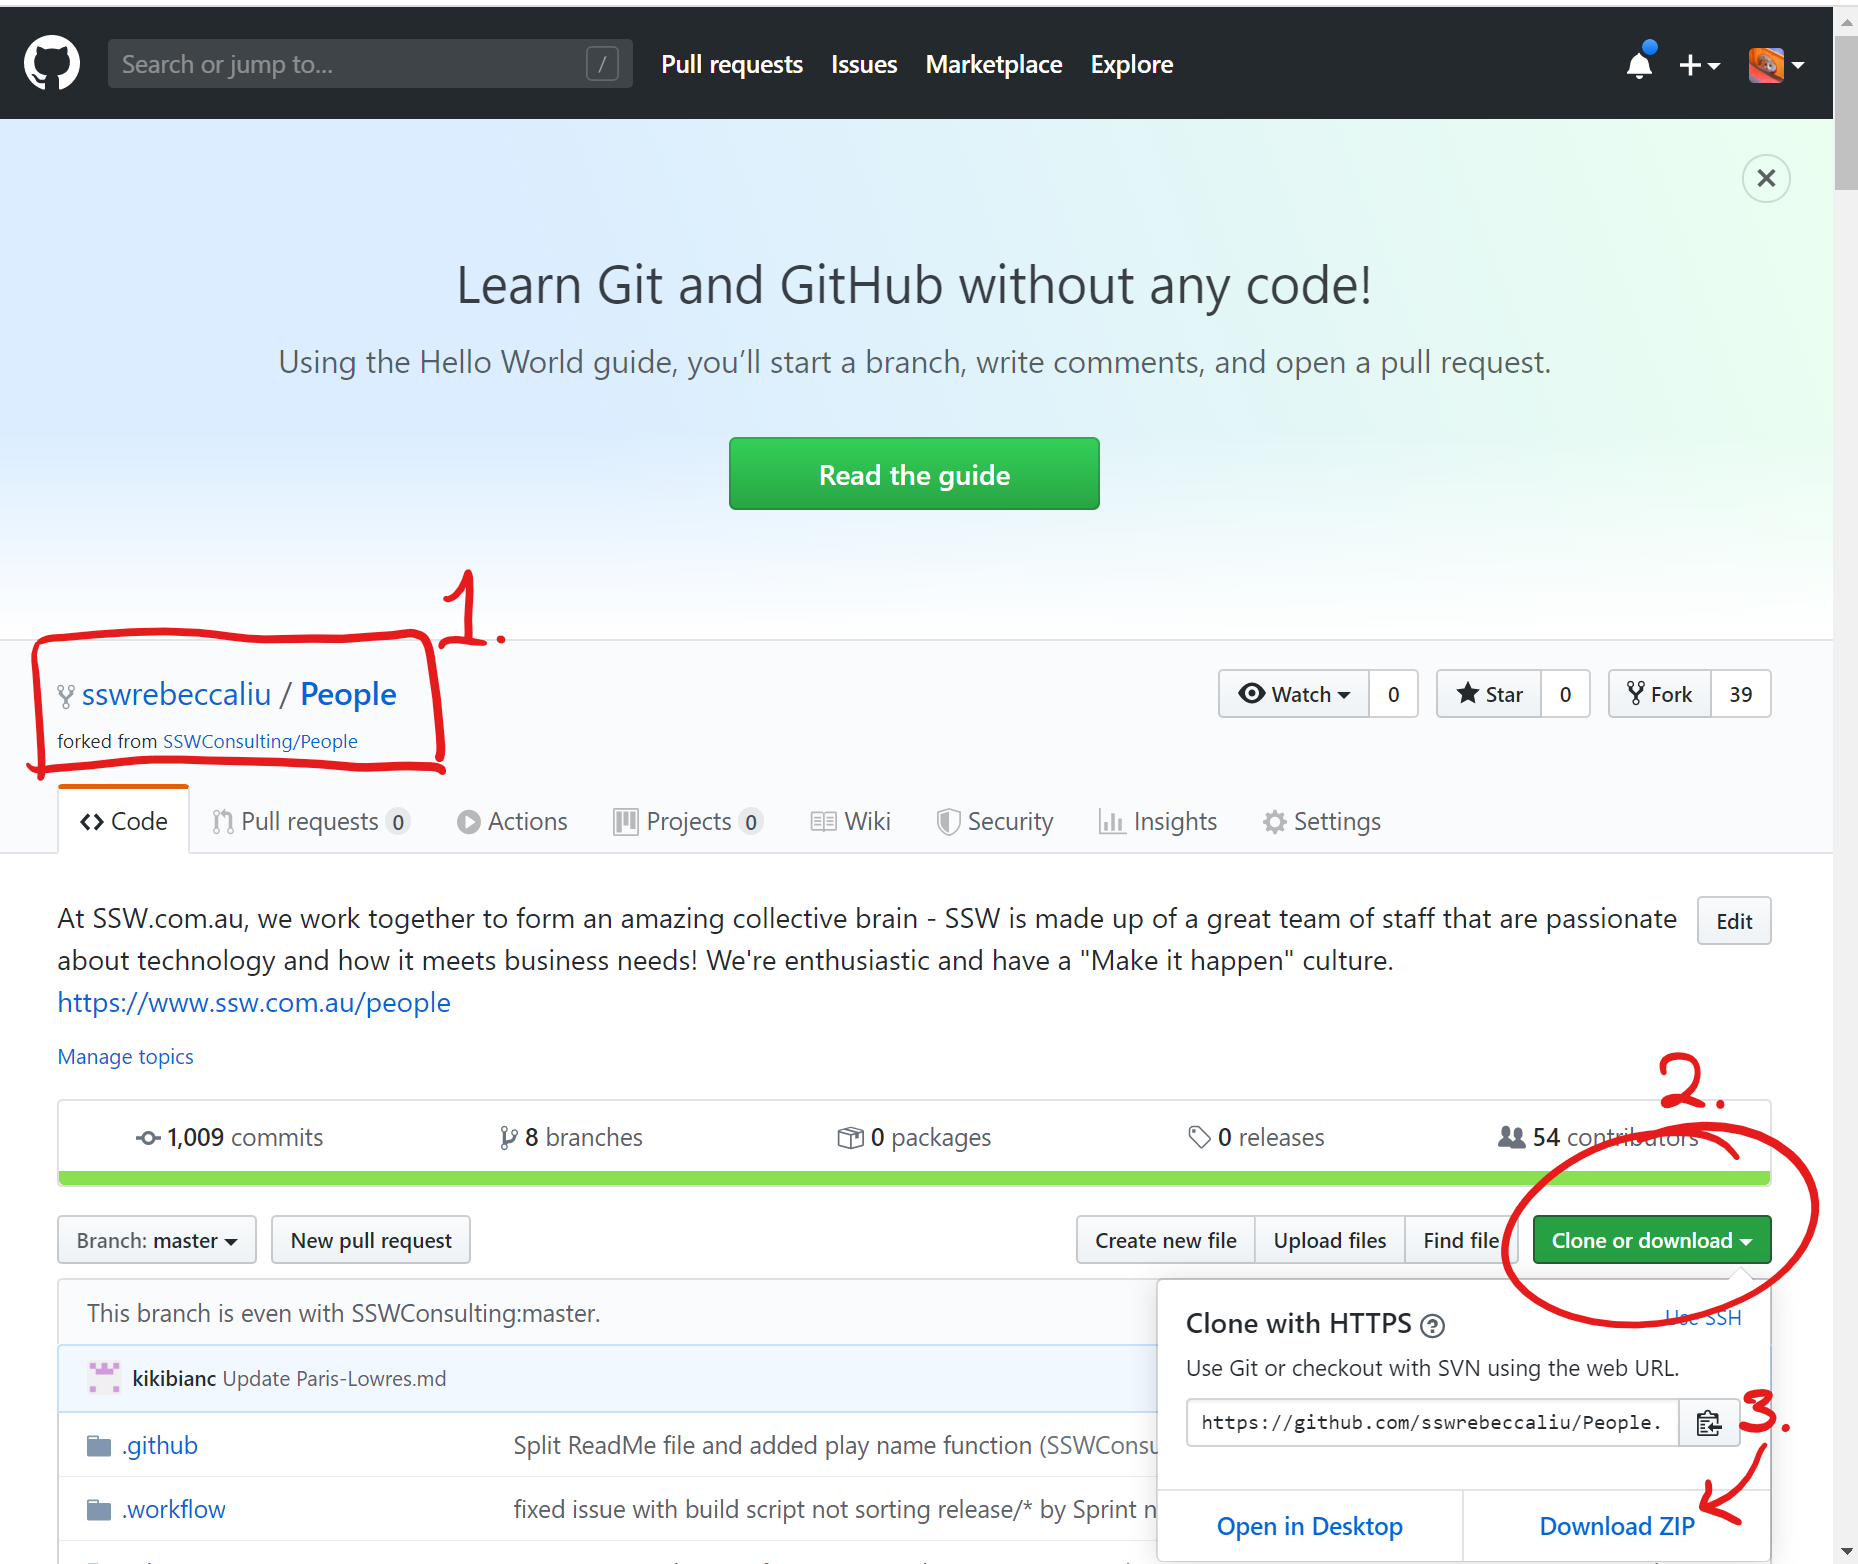 Search or jump to... /
Pull requests Issues Marketplace Explore
Learn Git and GitHub without any code!
Using the Hello World guide, you’ll start a branch, write comments, and open a pull request.
Read the guide
1.
sswrebeccaliu / People
forked from SSWConsulting/People
Watch 0 Star 0 Fork 39
Code Pull requests 0 Actions Projects 0 Wiki Security Insights Settings
At SSW.com.au, we work together to form an amazing collective brain - SSW is made up of a great team of staff that are passionate
about technology and how it meets business needs! We're enthusiastic and have a "Make it happen" culture.
https://www.ssw.com.au/people
Edit
Manage topics
2.
1,009 commits 8 branches 0 packages 0 releases 54 contributors
Branch: master New pull request Create new file Upload files Find file Clone or download
This branch is even with SSWConsulting:master.
Clone with HTTPS ? Use SSH
Use Git or checkout with SVN using the web URL.
kikibianc Update Paris-Lowres.md
https://github.com/sswrebeccaliu/People.
3.
.github Split ReadMe file and added play name function (SSWConsu
.workflow fixed issue with build script not sorting release/* by Sprint n
Open in Desktop Download ZIP